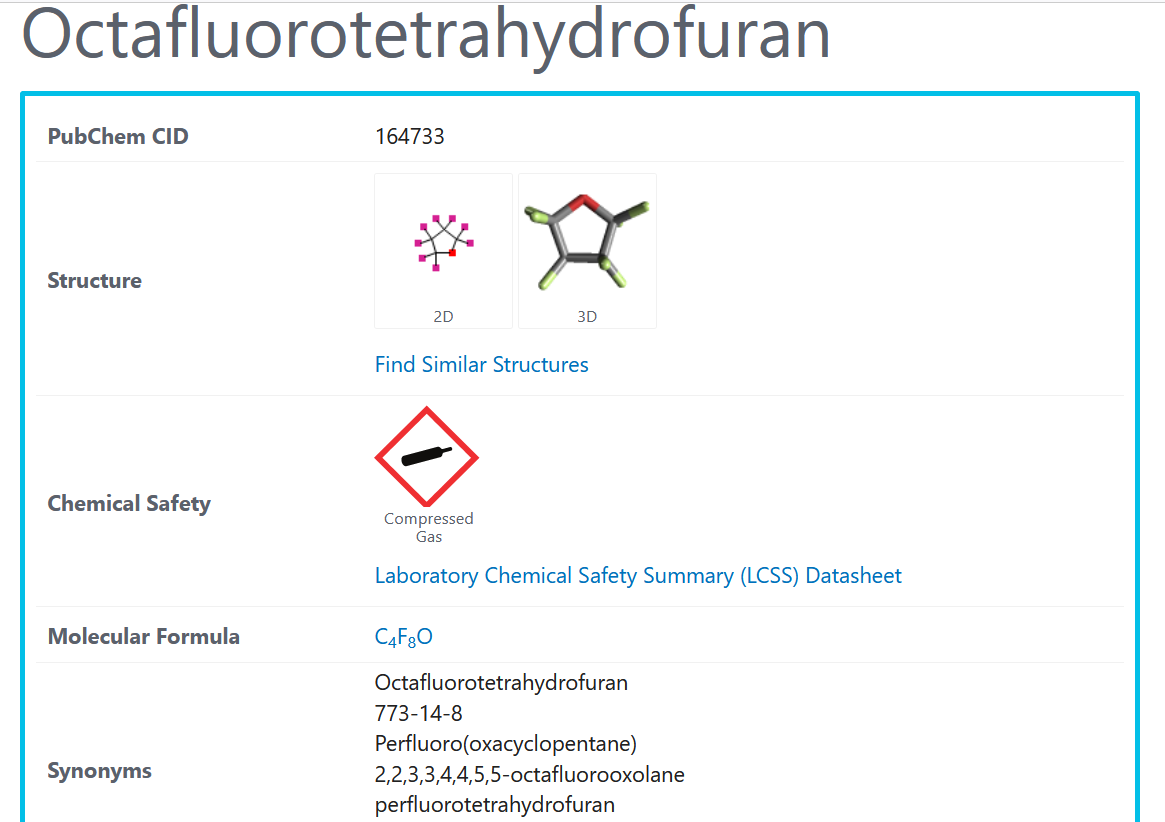 Octafluorotetrahydrofuran
PubChem CID
164733
Structure
2D
3D
Find Similar Structures
Chemical Safety
Compressed
Gas
Laboratory Chemical Safety Summary (LCSS) Datasheet
Molecular Formula
C₄F₈O
Synonyms
Octafluorotetrahydrofuran
773-14-8
Perfluoro(oxacyclopentane)
2,2,3,3,4,4,5,5-octafluorooxolane
perfluorotetrahydrofuran